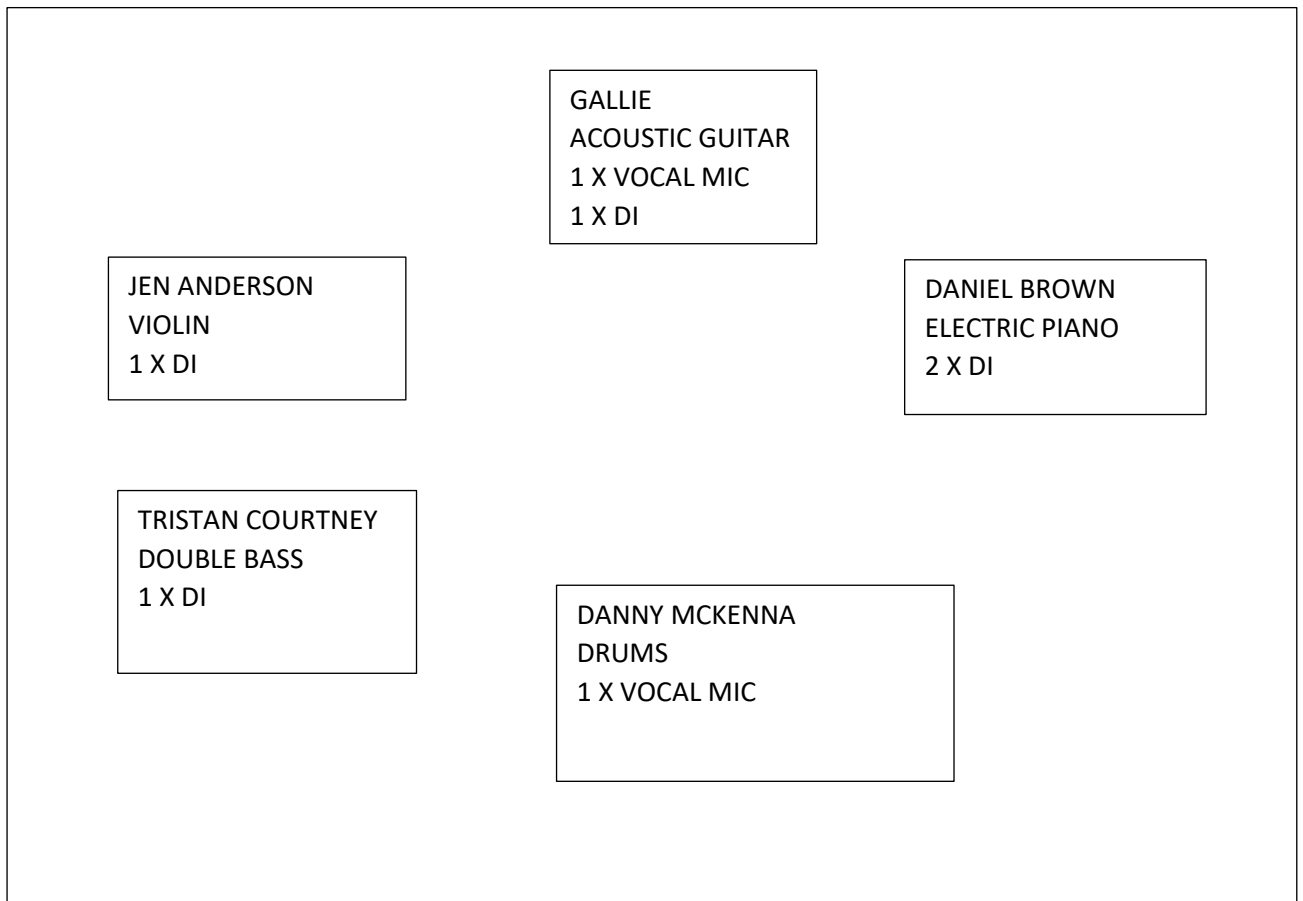 GALLIE
ACOUSTIC GUITAR
1 X VOCAL MIC
1 X DI
JEN ANDERSON
VIOLIN
1 X DI
DANIEL BROWN
ELECTRIC PIANO
2 X DI
TRISTAN COURTNEY
DOUBLE BASS
1 X DI
DANNY MCKENNA
DRUMS
1 X VOCAL MIC